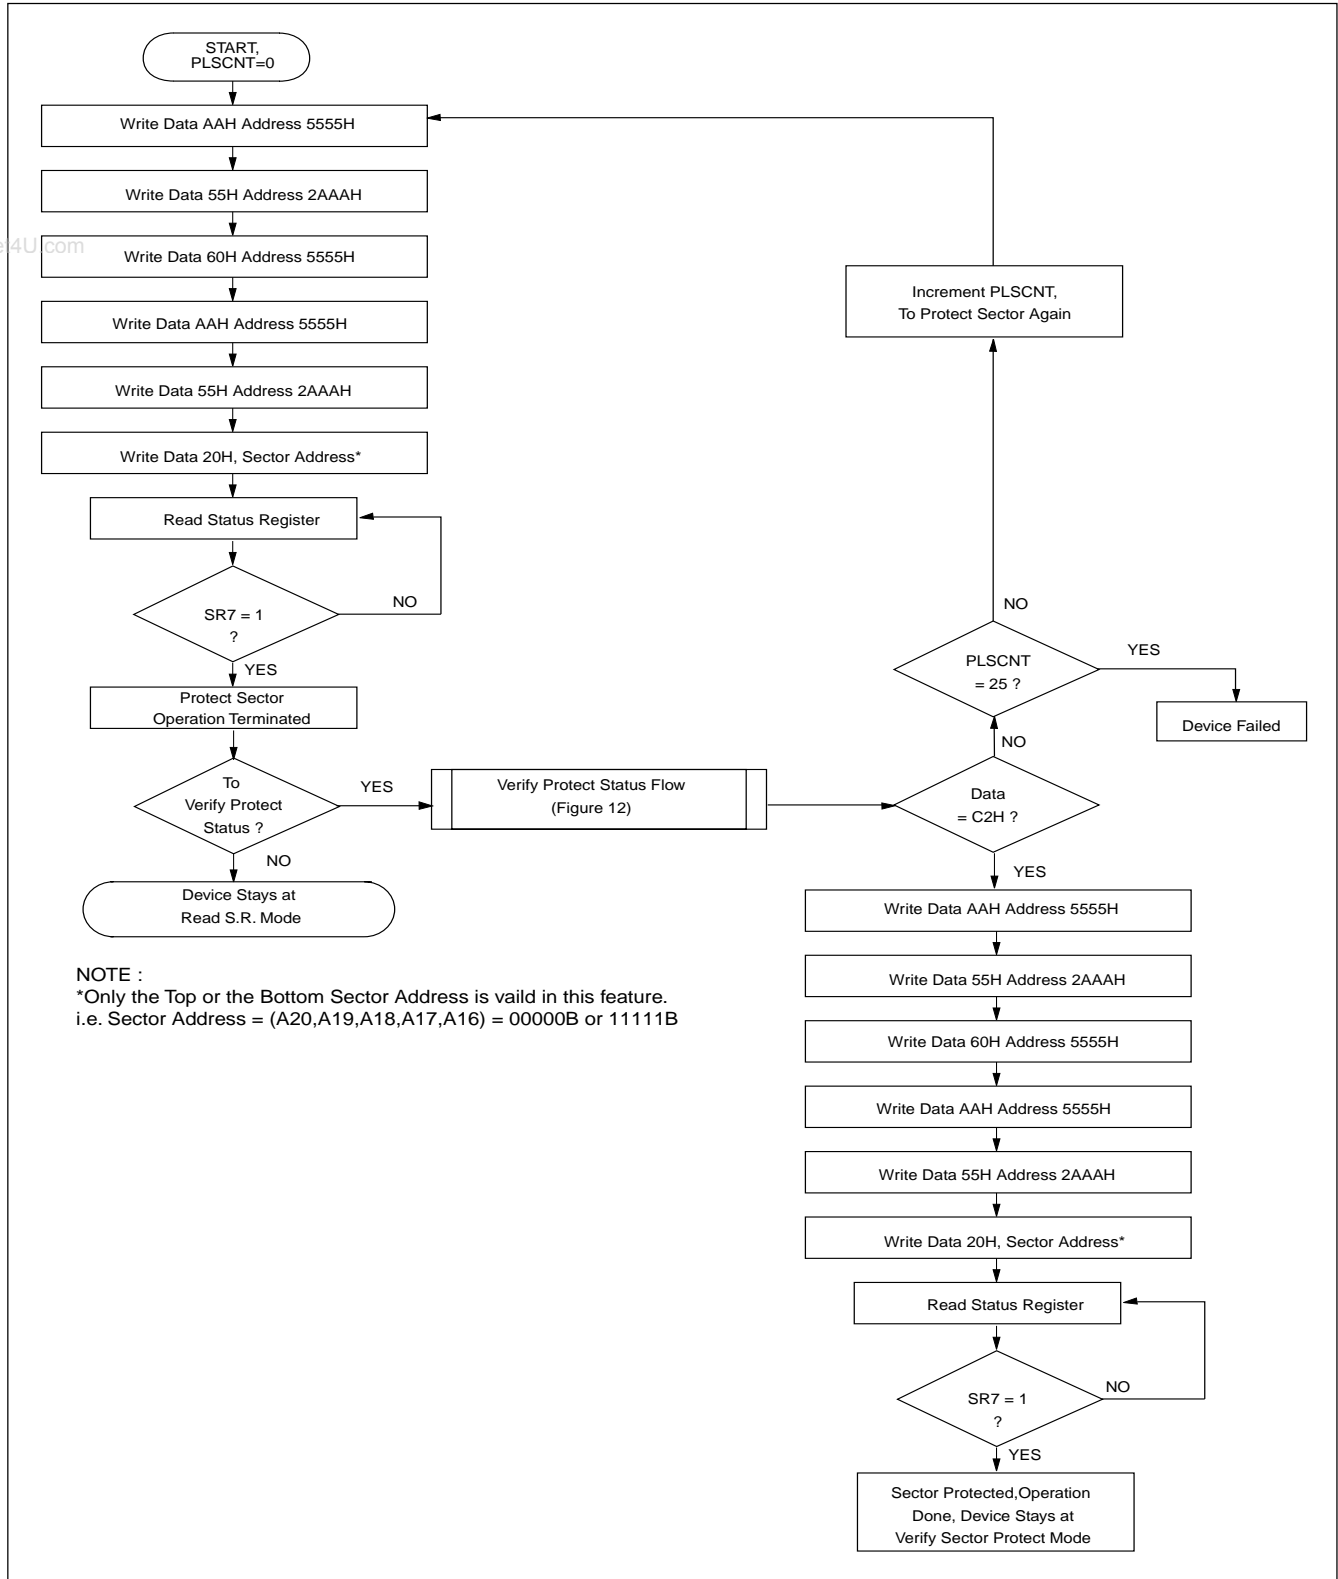 START,
PLSCNT=0
Write Data AAH Address 5555H
Write Data 55H Address 2AAAH
et4U.com
Write Data 60H Address 5555H
Write Data AAH Address 5555H
Write Data 55H Address 2AAAH
Write Data 20H, Sector Address*
Read Status Register
SR7 = 1
?
NO
YES
Protect Sector
Operation Terminated
To
Verify Protect
Status ?
YES
NO
Device Stays at
Read S.R. Mode
Verify Protect Status Flow
(Figure 12)
Data
= C2H ?
NO
YES
PLSCNT
= 25 ?
NO
YES
Device Failed
Increment PLSCNT,
To Protect Sector Again
Write Data AAH Address 5555H
Write Data 55H Address 2AAAH
Write Data 60H Address 5555H
Write Data AAH Address 5555H
Write Data 55H Address 2AAAH
Write Data 20H, Sector Address*
Read Status Register
SR7 = 1
?
NO
YES
Sector Protected,Operation
Done, Device Stays at
Verify Sector Protect Mode
NOTE :
*Only the Top or the Bottom Sector Address is vaild in this feature.
i.e. Sector Address = (A20,A19,A18,A17,A16) = 00000B or 11111B